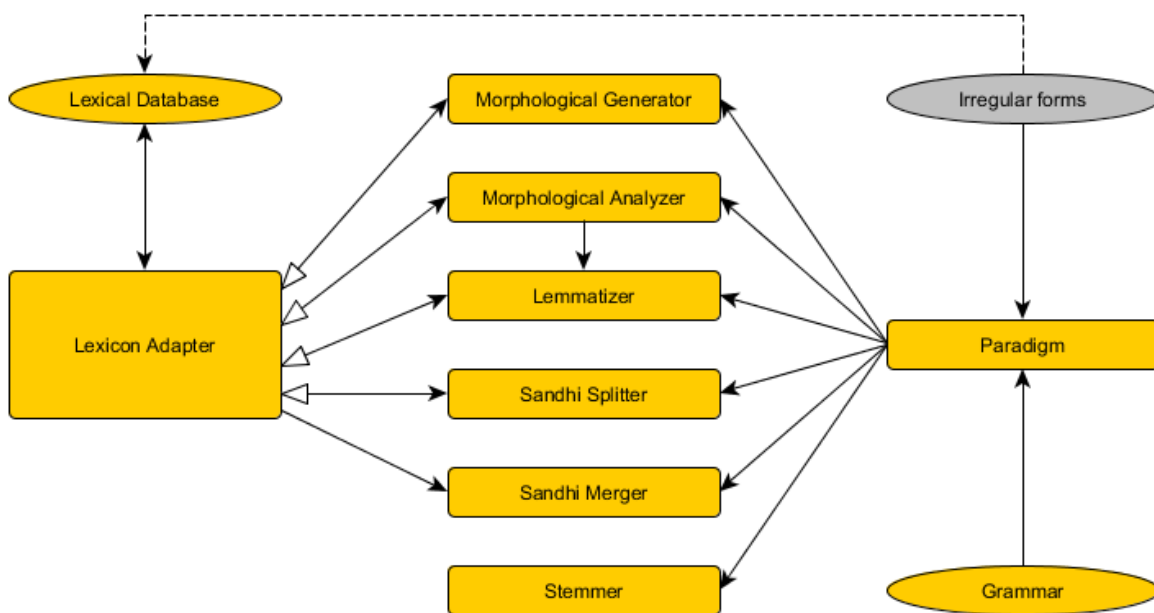 Lexical Database
Morphological Generator
Irregular forms
Morphological Analyzer
Lemmatizer
Lexicon Adapter
Paradigm
Sandhi Splitter
Sandhi Merger
Stemmer
Grammar